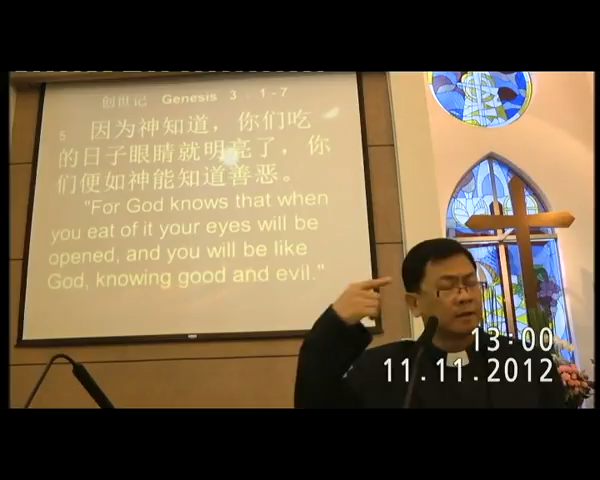 创世记 Genesis 3:1-7
5 因为神知道，你们吃
的日子眼睛就明亮了，你
们便如神能知道善恶。
"For God knows that when
you eat of it your eyes will be
opened, and you will be like
God, knowing good and evil."
13:00
11.11.2012